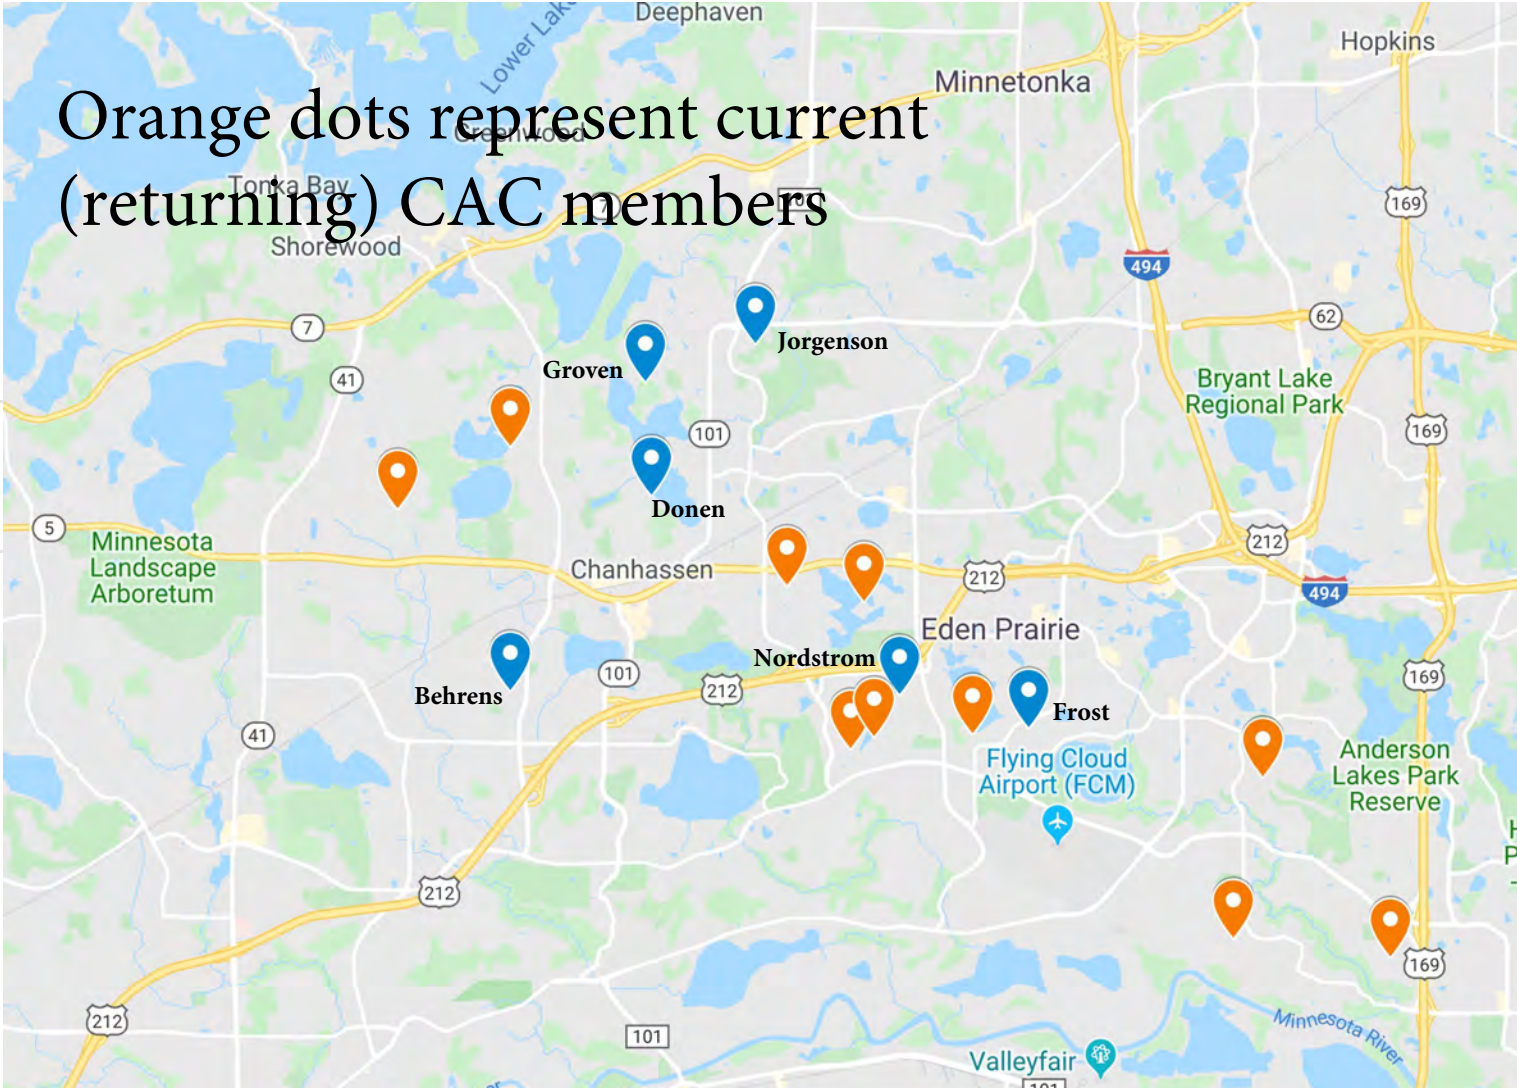 Deephaven
Lower Lake
Hopkins
Minnetonka
Orange dots represent current
Greenwood
(returning) CAC members
Tonka Bay
7
101
169
Shorewood
494
7
62
Jorgenson
Groven
41
Bryant Lake
Regional Park
101
169
Donen
5
Minnesota
Landscape
Arboretum
Chanhassen
212
212
494
Eden Prairie
Nordstrom
101
212
169
Behrens
Frost
41
Flying Cloud
Airport (FCM)
Anderson
Lakes Park
Reserve
H
P
212
169
212
101
Minnesota River
Valleyfair
101